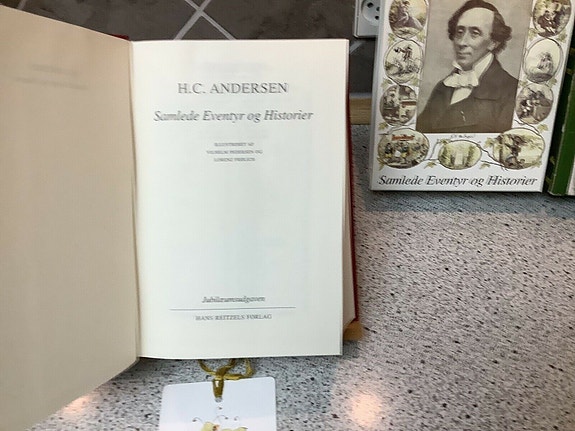 H.C. ANDERSEN
Samlede Eventyr og Historier
ILLUSTRERET AF
VILHELM PEDERSEN OG
LORENZ FRØLICH
Jubilæumsudgaven
HANS REITZELS FORLAG
Samlede Eventyr og Historier